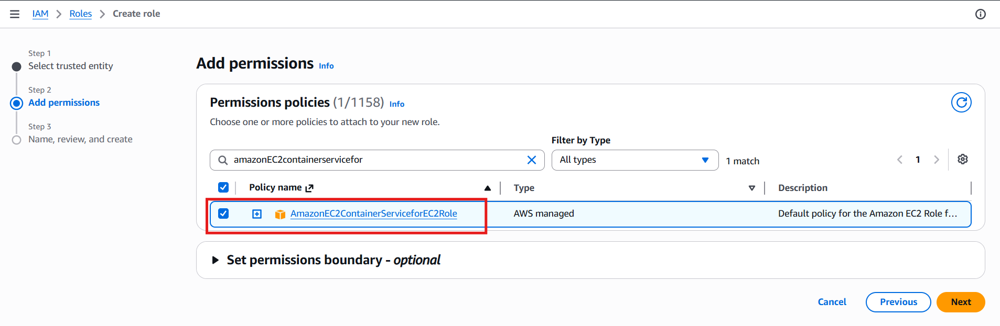 IAM > Roles > Create role
Step 1
Select trusted entity
Step 2
Add permissions
Step 3
Name, review, and create
Add permissions Info
Permissions policies (1/1158) Info
Choose one or more policies to attach to your new role.
Filter by Type
amazonEC2containerservicefor
All types
1 match
1
Policy name
Type
Description
AmazonEC2ContainerServiceforEC2Role
AWS managed
Default policy for the Amazon EC2 Role f...
Set permissions boundary - optional
Cancel
Previous
Next